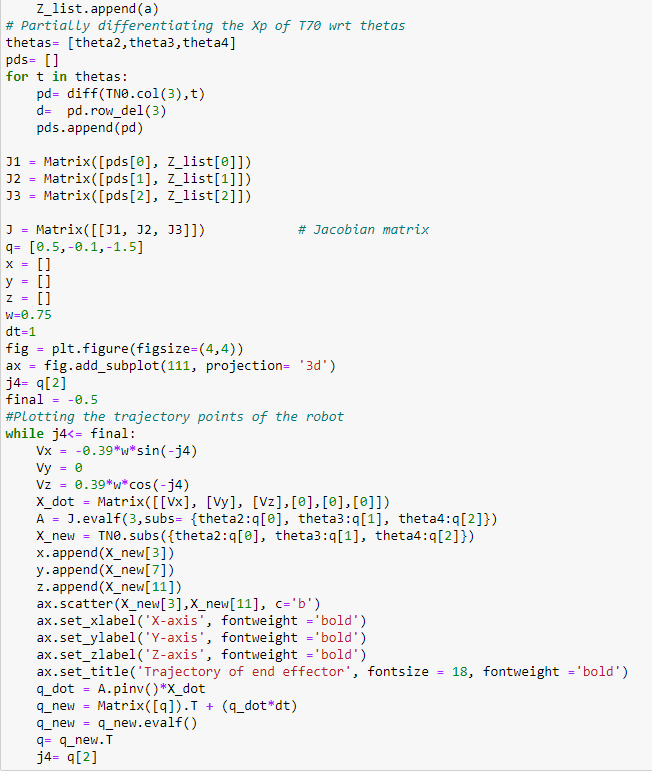 Z_list.append(a)
# Partially differentiating the Xp of T70 wrt thetas
thetas= [theta2,theta3,theta4]
pds= []
for t in thetas:
    pd= diff(TN0.col(3),t)
    d=  pd.row_del(3)
    pds.append(pd)

J1 = Matrix([pds[0], Z_list[0]])
J2 = Matrix([pds[1], Z_list[1]])
J3 = Matrix([pds[2], Z_list[2]])

J = Matrix([[J1, J2, J3]])            # Jacobian matrix
q= [0.5,-0.1,-1.5]
x = []
y = []
z = []
w=0.75
dt=1
fig = plt.figure(figsize=(4,4))
ax = fig.add_subplot(111, projection= '3d')
j4= q[2]
final = -0.5
#Plotting the trajectory points of the robot
while j4<= final:
    Vx = -0.39*w*sin(-j4)
    Vy = 0
    Vz = 0.39*w*cos(-j4)
    X_dot = Matrix([[Vx], [Vy], [Vz],[0],[0],[0]])
    A = J.evalf(3,subs= {theta2:q[0], theta3:q[1], theta4:q[2]})
    X_new = TN0.subs({theta2:q[0], theta3:q[1], theta4:q[2]})
    x.append(X_new[3])
    y.append(X_new[7])
    z.append(X_new[11])
    ax.scatter(X_new[3],X_new[11], c='b')
    ax.set_xlabel('X-axis', fontweight ='bold')
    ax.set_ylabel('Y-axis', fontweight ='bold')
    ax.set_zlabel('Z-axis', fontweight ='bold')
    ax.set_title('Trajectory of end effector', fontsize = 18, fontweight ='bold')
    q_dot = A.pinv()*X_dot
    q_new = Matrix([q]).T + (q_dot*dt)
    q_new = q_new.evalf()
    q= q_new.T
    j4= q[2]